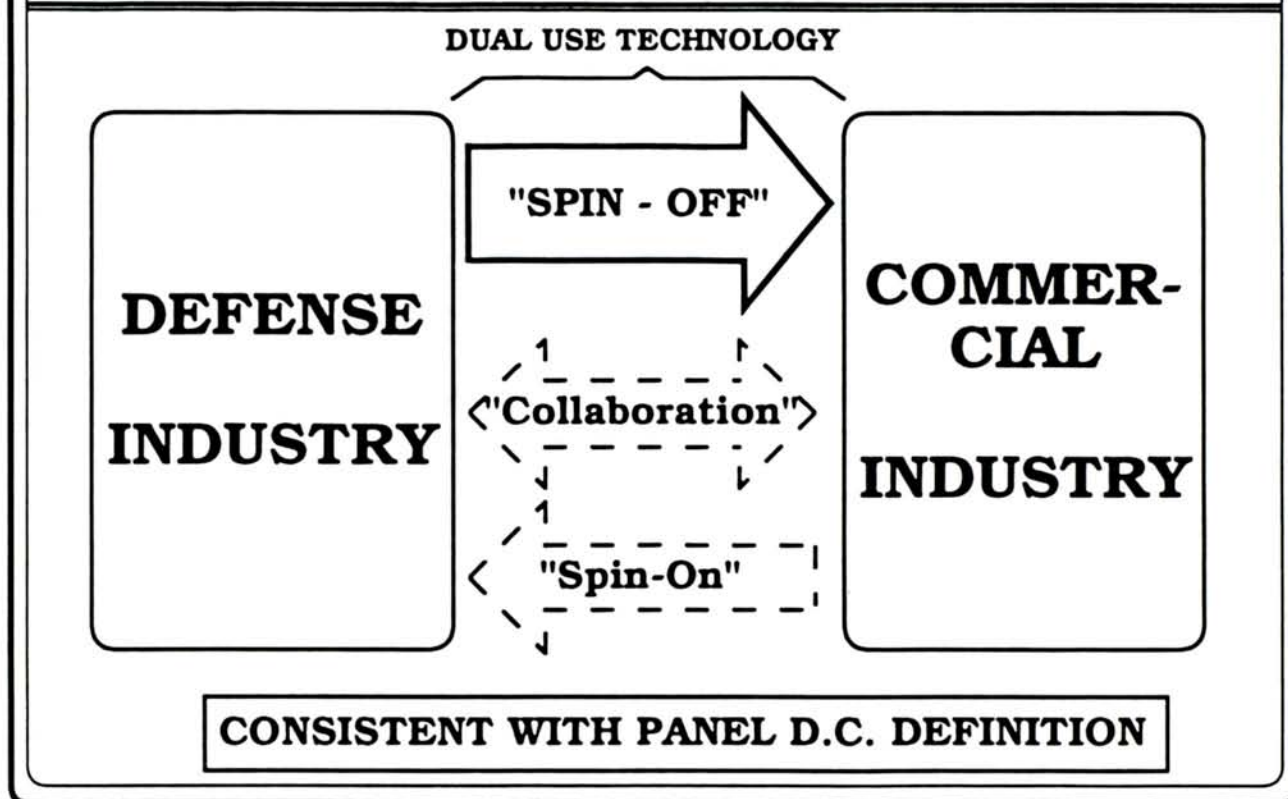 DUAL USE TECHNOLOGY
"SPIN - OFF"
DEFENSE
INDUSTRY
COMMER-
CIAL
INDUSTRY
"Collaboration"
"Spin-On"
CONSISTENT WITH PANEL D.C. DEFINITION